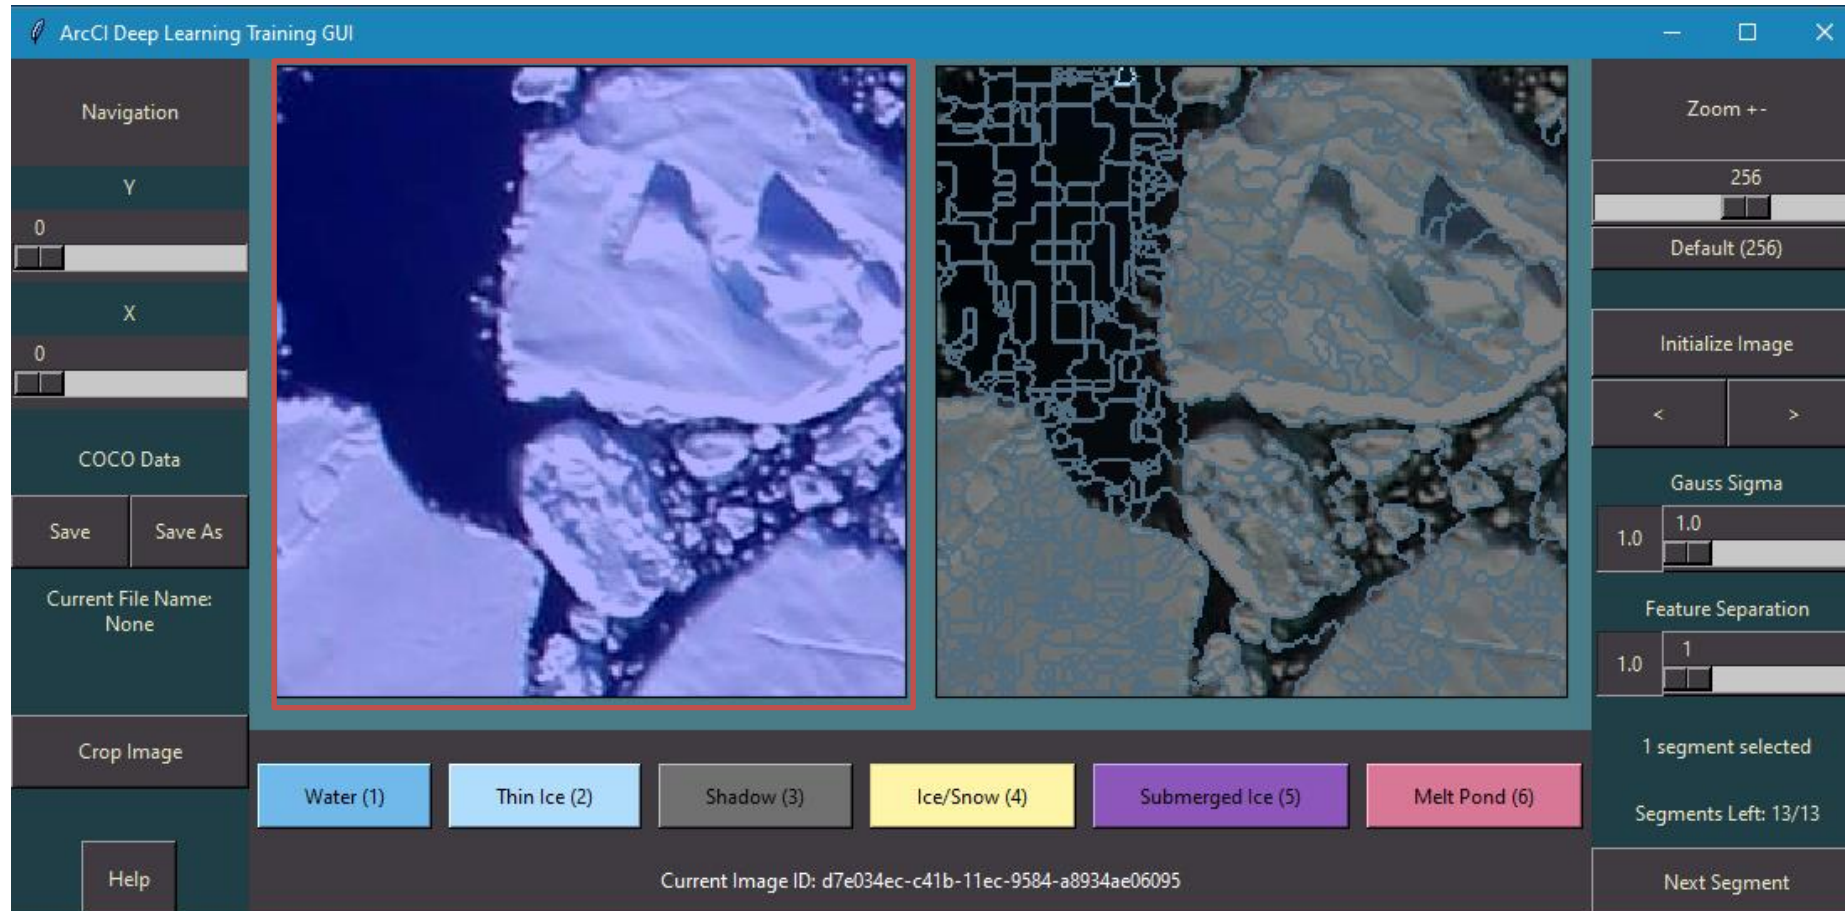 ArcCI Deep Learning Training GUI
Navigation
Y
0
X
0
COCO Data
Save
Save As
Current File Name:
None
Crop Image
Help
Water (1)
Thin Ice (2)
Shadow (3)
Ice/Snow (4)
Submerged Ice (5)
Melt Pond (6)
Current Image ID: d7e034ec-c41b-11ec-9584-a8934ae06095
Zoom +-
256
Default (256)
Initialize Image
<
>
Gauss Sigma
1.0
1.0
Feature Separation
1.0
1
1 segment selected
Segments Left: 13/13
Next Segment